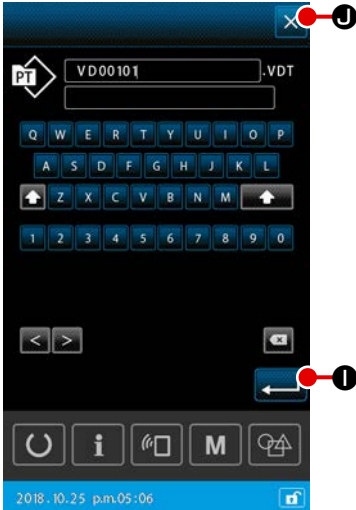 J
PT VD00101 .VDT
Q W E R T Y U I O P
A S D F G H J K L
Z X C V B N M
1 2 3 4 5 6 7 8 9 0
< >
I
i M
2018.10.25 p.m.05:06